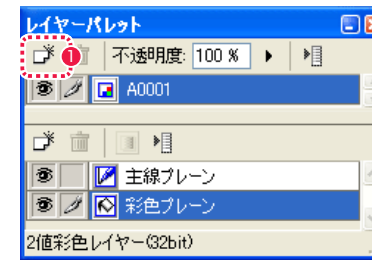 レイヤーパレット
1 不透明度: 100 %
A0001
主線プレーン
彩色プレーン
2値彩色レイヤー(32bit)